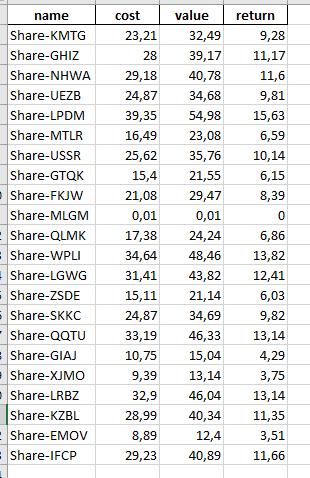 name cost value return
Share-KMTG 23,21 32,49 9,28
Share-GHIZ 28 39,17 11,17
Share-NHWA 29,18 40,78 11,6
Share-UEZB 24,87 34,68 9,81
Share-LPDM 39,35 54,98 15,63
Share-MTLR 16,49 23,08 6,59
Share-USSR 25,62 35,76 10,14
Share-GTQK 15,4 21,55 6,15
Share-FKJW 21,08 29,47 8,39
Share-MLGM 0,01 0,01 0
Share-QLMK 17,38 24,24 6,86
Share-WPLI 34,64 48,46 13,82
Share-LGWG 31,41 43,82 12,41
Share-ZSDE 15,11 21,14 6,03
Share-SKKC 24,87 34,69 9,82
Share-QQTU 33,19 46,33 13,14
Share-GIAJ 10,75 15,04 4,29
Share-XJMO 9,39 13,14 3,75
Share-LRBZ 32,9 46,04 13,14
Share-KZBL 28,99 40,34 11,35
Share-EMOV 8,89 12,4 3,51
Share-IFCP 29,23 40,89 11,66